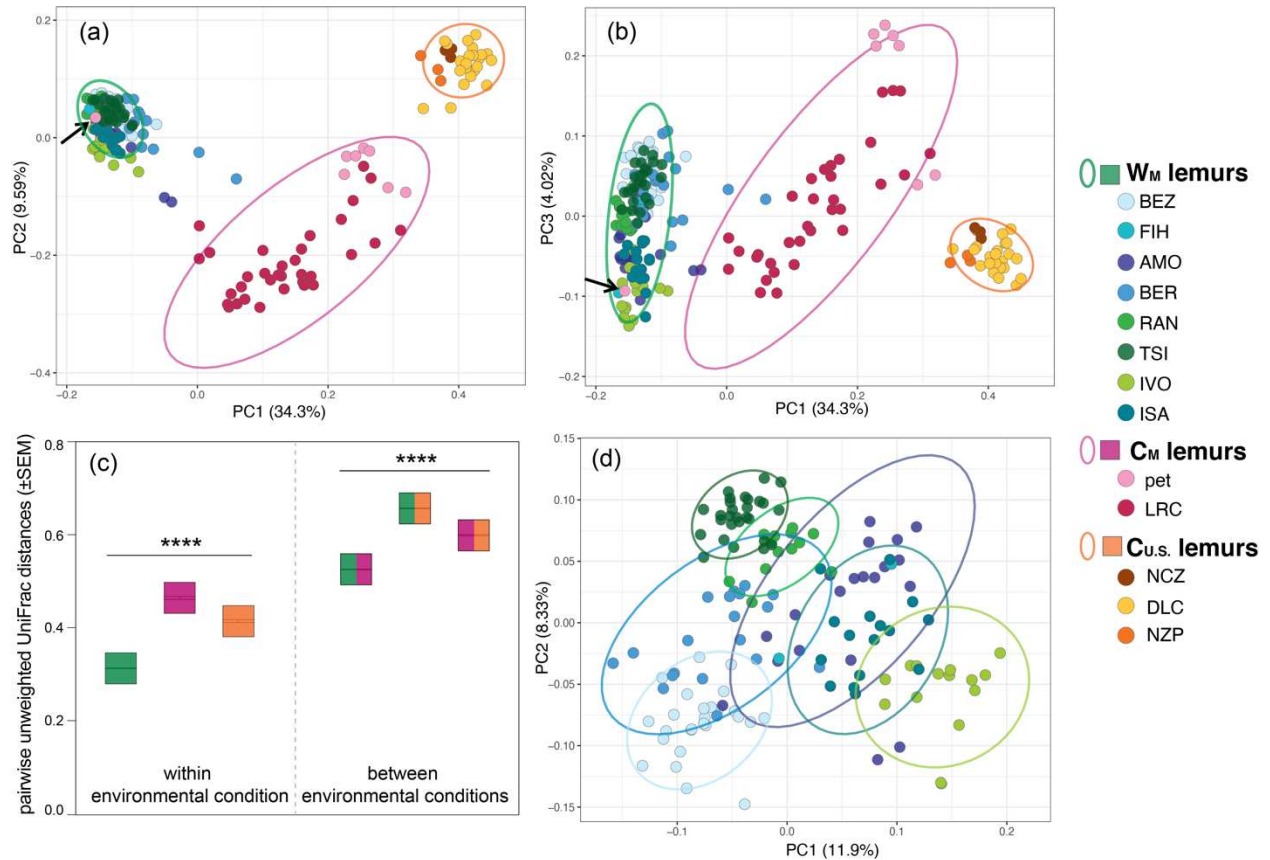 (a)
0.2
0.0
−0.2
−0.4
PC2 (9.59%)
−0.2
0.0
0.2
0.4
PC1 (34.3%)
(b)
0.2
0.1
0.0
−0.1
−0.2
PC3 (4.02%)
−0.2
0.0
0.2
0.4
PC1 (34.3%)
(c)
pairwise unweighted UniFrac distances (±SEM)
0.8
0.6
0.4
0.2
0.0
****
****
within
environmental condition
between
environmental conditions
(d)
0.15
0.10
0.05
0.00
−0.05
−0.10
−0.15
PC2 (8.33%)
−0.1
0.0
0.1
0.2
PC1 (11.9%)
WM lemurs
BEZ
FIH
AMO
BER
RAN
TSI
IVO
ISA
CM lemurs
pet
LRC
CU.S. lemurs
NCZ
DLC
NZP